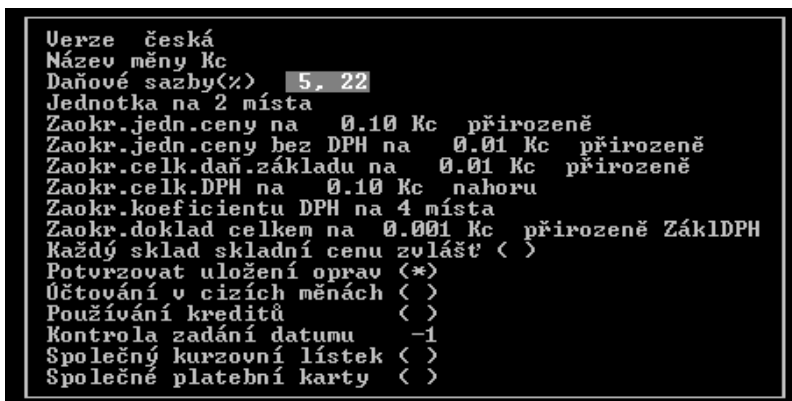 Verze  česká
Název měny Kc
Daňové sazby(%)  5, 22
Jednotka na 2 místa
Zaokr.jedn.ceny na   0.10 Kc  přirozeně
Zaokr.jedn.ceny bez DPH na   0.01 Kc  přirozeně
Zaokr.celk.daň.základu na   0.01 Kc  přirozeně
Zaokr.celk.DPH na   0.10 Kc  nahoru
Zaokr.koeficientu DPH na 4 místa
Zaokr.doklad celkem na  0.001 Kc  přirozeně ZáklDPH
Každý sklad skladní cenu zvlášť ( )
Potvrzovat uložení oprav (*)
Účtování v cizích měnách ( )
Používání kreditů        ( )
Kontrola zadání datumu    -1
Společný kurzovní lístek ( )
Společné platební karty  ( )